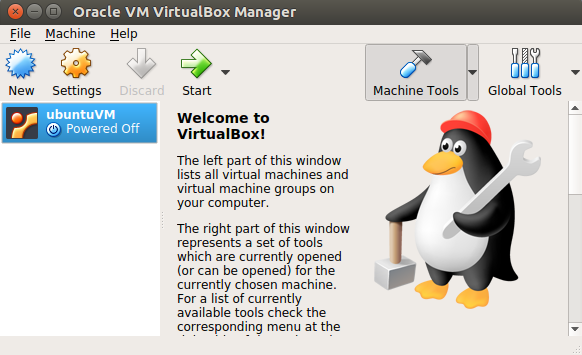 Oracle VM VirtualBox Manager
File Machine Help
New Settings Discard Start Machine Tools Global Tools
ubuntuVM
Powered Off
Welcome to
VirtualBox!
The left part of this window
lists all virtual machines and
virtual machine groups on
your computer.
The right part of this window
represents a set of tools
which are currently opened
(or can be opened) for the
currently chosen machine.
For a list of currently
available tools check the
corresponding menu at the